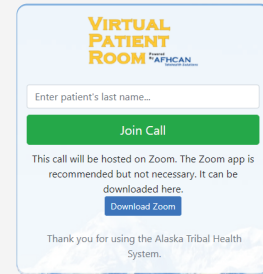 VIRTUAL
PATIENT
ROOM
Powered
By AFHCAN
Telehealth Solutions
Enter patient's last name...
Join Call
This call will be hosted on Zoom. The Zoom app is
recommended but not necessary. It can be
downloaded here.
Download Zoom
Thank you for using the Alaska Tribal Health
System.